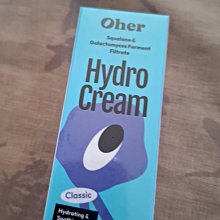 Oher
Squalane &
Galactomyces Ferment
Filtrate
Hydro
Cream
Classic
Hydrating &